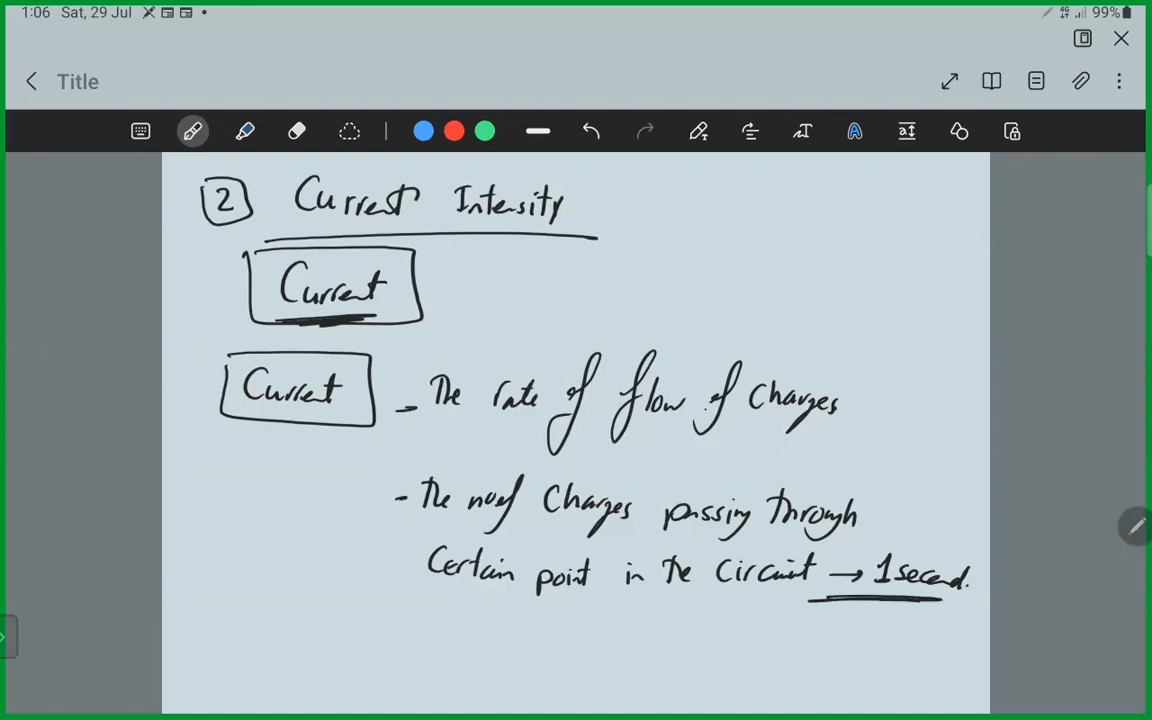 1:06 Sat, 29 Jul
4G 99%
Title
2 Current Intensity
Current
Current - The rate of flow of Charges
- The no of Charges passing through
Certain point in the Circuit → 1 second.